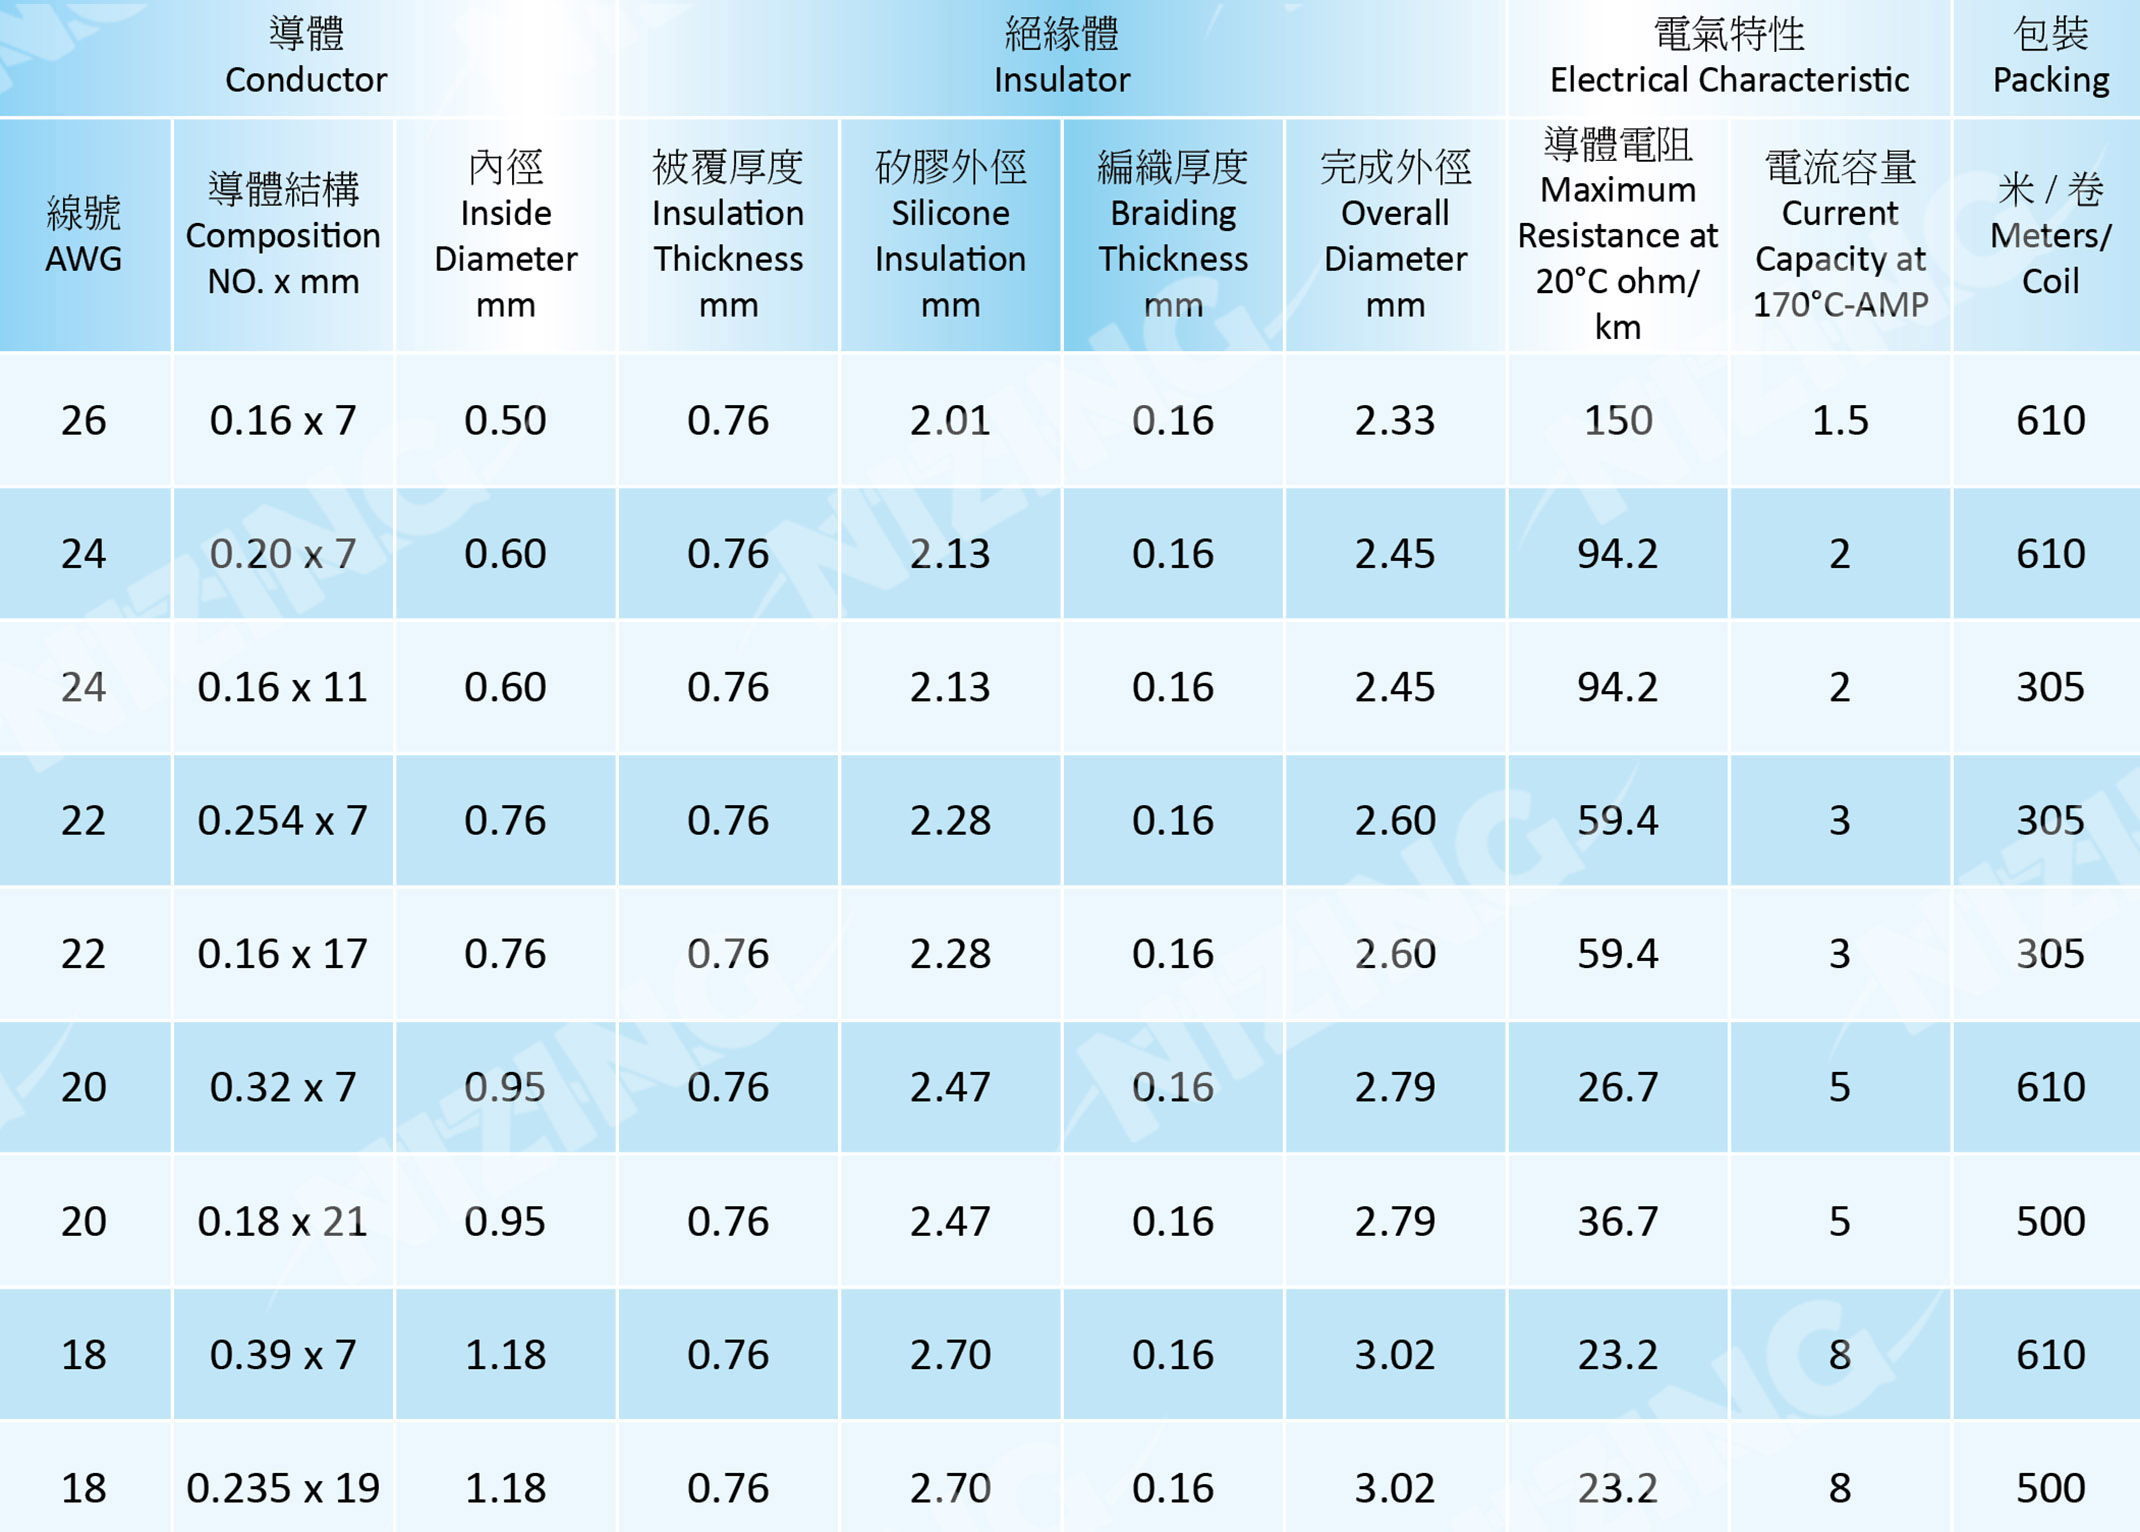 導體
Conductor
絕緣體
Insulator
電氣特性
Electrical Characteristic
包裝
Packing
線號
AWG
導體結構
Composition
NO. x mm
內徑
Inside
Diameter
mm
被覆厚度
Insulation
Thickness
mm
矽膠外徑
Silicone
Insulation
mm
編織厚度
Braiding
Thickness
mm
完成外徑
Overall
Diameter
mm
導體電阻
Maximum
Resistance at
20°C ohm/
km
電流容量
Current
Capacity at
170°C-AMP
米 / 卷
Meters/
Coil
26 0.16 x 7 0.50 0.76 2.01 0.16 2.33 150 1.5 610
24 0.20 x 7 0.60 0.76 2.13 0.16 2.45 94.2 2 610
24 0.16 x 11 0.60 0.76 2.13 0.16 2.45 94.2 2 305
22 0.254 x 7 0.76 0.76 2.28 0.16 2.60 59.4 3 305
22 0.16 x 17 0.76 0.76 2.28 0.16 2.60 59.4 3 305
20 0.32 x 7 0.95 0.76 2.47 0.16 2.79 26.7 5 610
20 0.18 x 21 0.95 0.76 2.47 0.16 2.79 36.7 5 500
18 0.39 x 7 1.18 0.76 2.70 0.16 3.02 23.2 8 610
18 0.235 x 19 1.18 0.76 2.70 0.16 3.02 23.2 8 500
NIZING
NIZING
NIZING
NIZING
NIZING
NIZING
NIZING